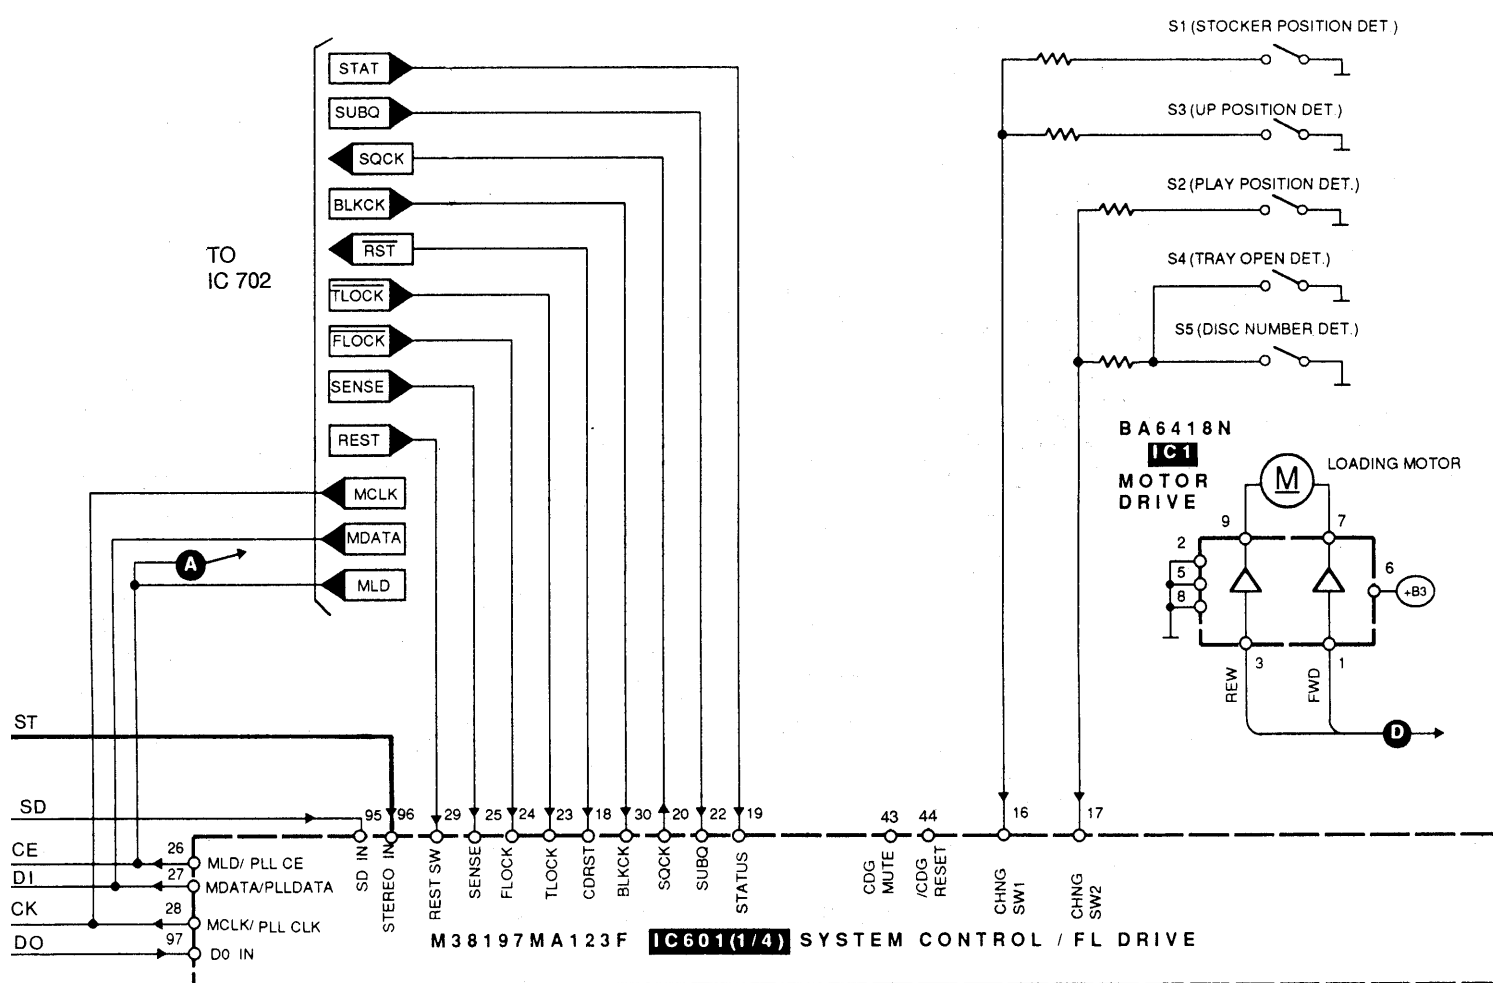 S1 (STOCKER POSITION DET.)
STAT
SUBQ
S3 (UP POSITION DET.)
SQCK
S2 (PLAY POSITION DET.)
BLKCK
RST
TO
IC 702
S4 (TRAY OPEN DET.)
TLOCK
FLOCK
S5 (DISC NUMBER DET.)
SENSE
REST
BA6418N
IC1
MOTOR
DRIVE
M
LOADING MOTOR
MCLK
MDATA
MLD
A
9
7
2
5
8
6
+B3
3
1
REW
FWD
D
ST
SD
95
96
29
25
24
23
18
30
20
22
19
43
44
16
17
CE
26
MLD/ PLL CE
DI
27
MDATA/PLLDATA
CK
28
MCLK/ PLL CLK
DO
97
D0 IN
SD IN
STEREO IN
REST SW
SENSE
FLOCK
TLOCK
CDRST
BLKCK
SQCK
SUBQ
STATUS
CDG
MUTE
/CDG
RESET
CHNG
SW1
CHNG
SW2
M38197MA123F IC601(1/4) SYSTEM CONTROL / FL DRIVE